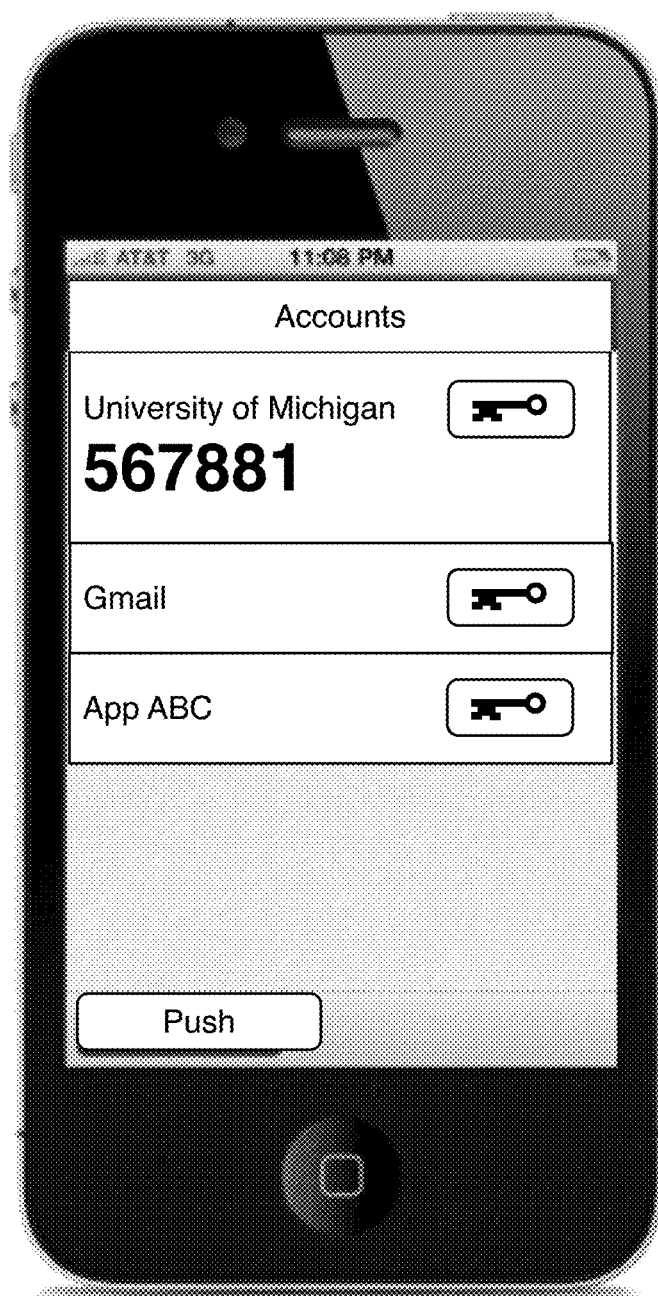 AT&T 3G 11:08 PM
Accounts
University of Michigan
567881
Gmail
App ABC
Push